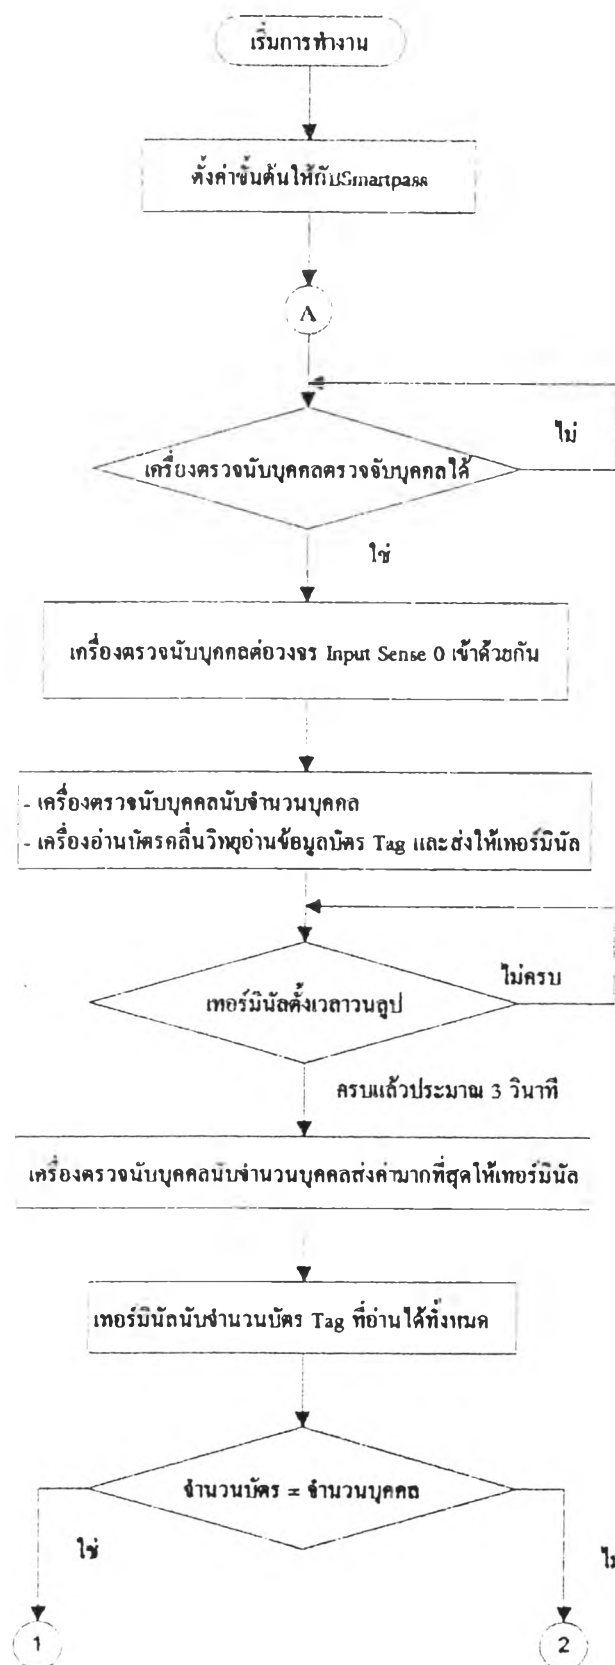 เริ่มการทำงาน
ตั้งค่าขั้นต้นให้กับSmartpass
A
ไม่
เครื่องตรวจนับบุคคลตรวจจับบุคคลได้
ใช่
เครื่องตรวจนับบุคคลต่อวงจร Input Sense 0 เข้าด้วยกัน
- เครื่องตรวจนับบุคคลนับจำนวนบุคคล
- เครื่องอ่านบัตรคลื่นวิทยุอ่านข้อมูลบัตร Tag และส่งให้เทอร์มินัล
ไม่ครบ
เทอร์มินัลตั้งเวลาวนลูป
ครบแล้วประมาณ 3 วินาที
เครื่องตรวจนับบุคคลนับจำนวนบุคคลส่งค่ามากที่สุดให้เทอร์มินัล
เทอร์มินัลนับจำนวนบัตร Tag ที่อ่านได้ทั้งหมด
จำนวนบัตร = จำนวนบุคคล
ใช่
1
2